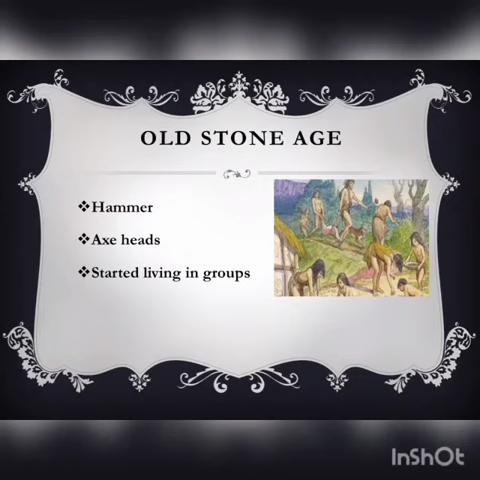 OLD STONE AGE
❖Hammer
❖Axe heads
❖Started living in groups
InShOt